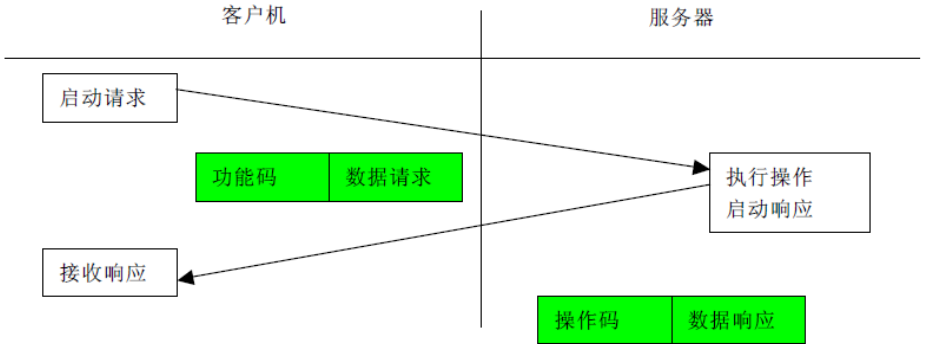 客户机
服务器
启动请求
功能码 数据请求
执行操作
启动响应
接收响应
操作码 数据响应